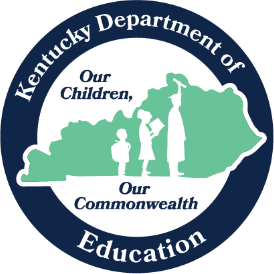 Kentucky Department of
Our
Children,
Our
Commonwealth
Education